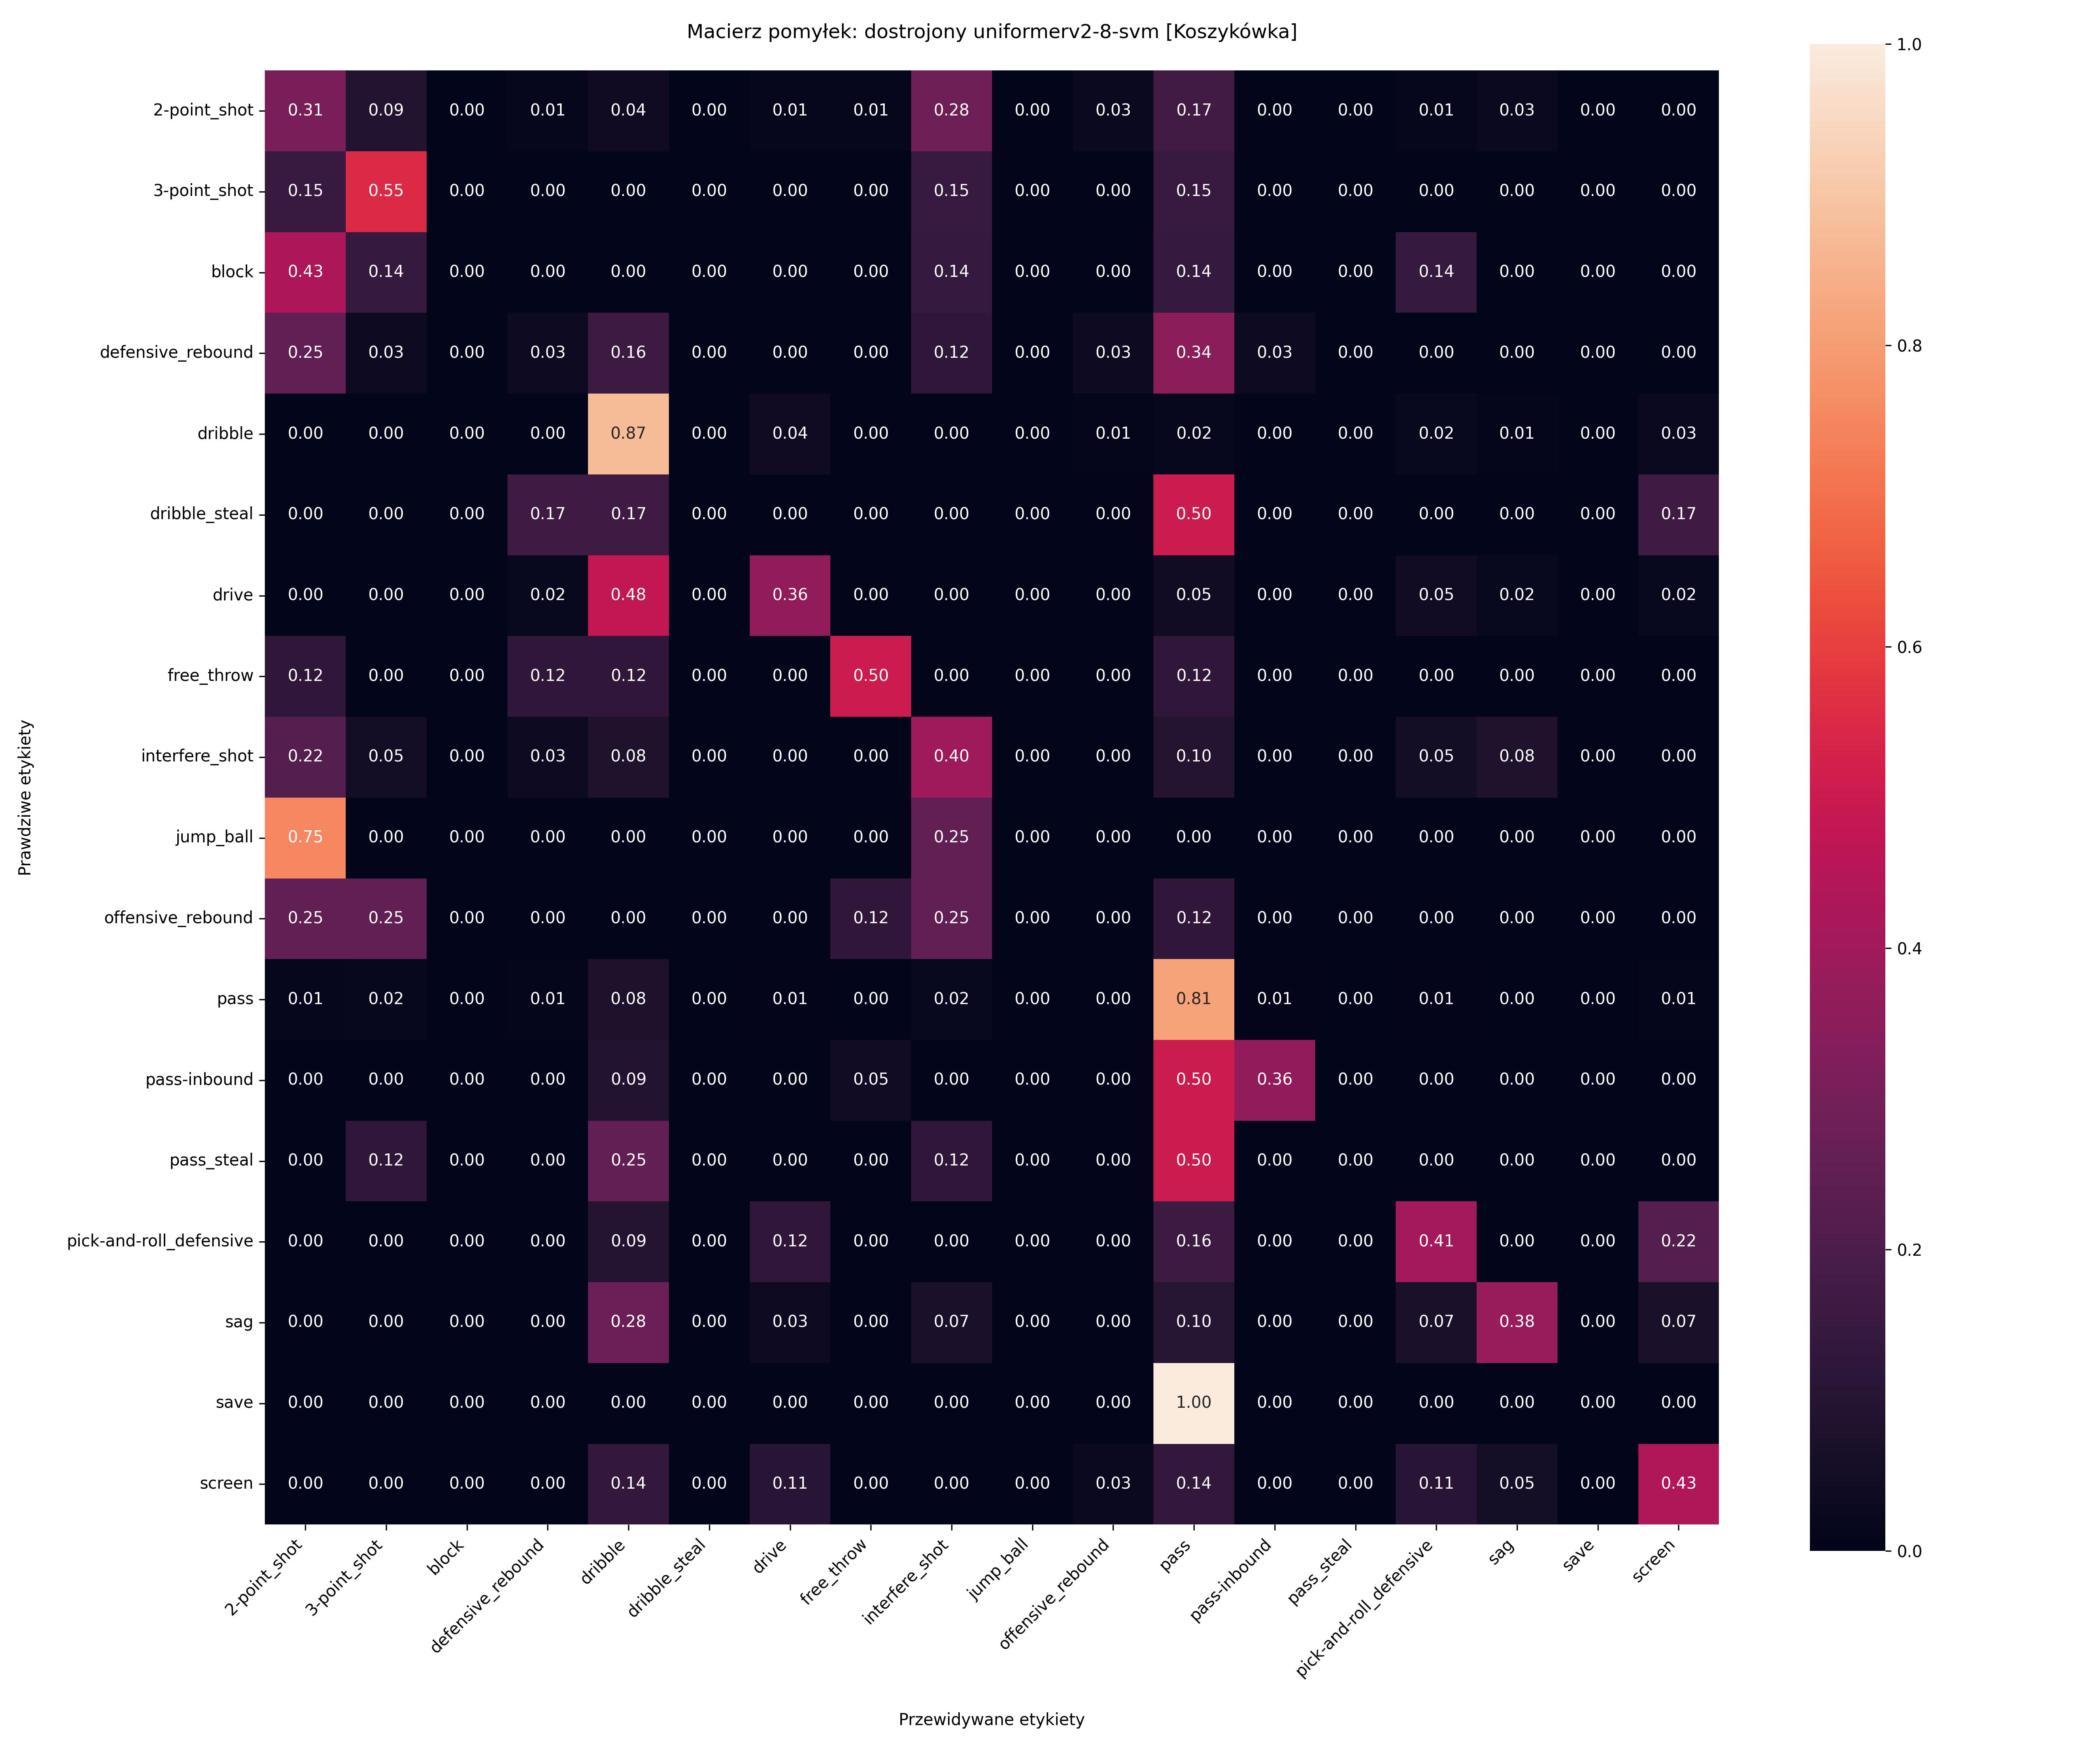 Macierz pomyłek: dostrojony uniformerv2-8-svm [Koszykówka]
2-point_shot 0.31 0.09 0.00 0.01 0.04 0.00 0.01 0.01 0.28 0.00 0.03 0.17 0.00 0.00 0.01 0.03 0.00 0.00
3-point_shot 0.15 0.55 0.00 0.00 0.00 0.00 0.00 0.00 0.15 0.00 0.00 0.15 0.00 0.00 0.00 0.00 0.00 0.00
block 0.43 0.14 0.00 0.00 0.00 0.00 0.00 0.00 0.14 0.00 0.00 0.14 0.00 0.00 0.14 0.00 0.00 0.00
defensive_rebound 0.25 0.03 0.00 0.03 0.16 0.00 0.00 0.00 0.12 0.00 0.03 0.34 0.03 0.00 0.00 0.00 0.00 0.00
dribble 0.00 0.00 0.00 0.00 0.87 0.00 0.04 0.00 0.00 0.00 0.01 0.02 0.00 0.00 0.02 0.01 0.00 0.03
dribble_steal 0.00 0.00 0.00 0.17 0.17 0.00 0.00 0.00 0.00 0.00 0.00 0.50 0.00 0.00 0.00 0.00 0.00 0.17
drive 0.00 0.00 0.00 0.02 0.48 0.00 0.36 0.00 0.00 0.00 0.00 0.05 0.00 0.00 0.05 0.02 0.00 0.02
free_throw 0.12 0.00 0.00 0.12 0.12 0.00 0.00 0.50 0.00 0.00 0.00 0.12 0.00 0.00 0.00 0.00 0.00 0.00
interfere_shot 0.22 0.05 0.00 0.03 0.08 0.00 0.00 0.00 0.40 0.00 0.00 0.10 0.00 0.00 0.05 0.08 0.00 0.00
jump_ball 0.75 0.00 0.00 0.00 0.00 0.00 0.00 0.00 0.25 0.00 0.00 0.00 0.00 0.00 0.00 0.00 0.00 0.00
offensive_rebound 0.25 0.25 0.00 0.00 0.00 0.00 0.00 0.12 0.25 0.00 0.00 0.12 0.00 0.00 0.00 0.00 0.00 0.00
pass 0.01 0.02 0.00 0.01 0.08 0.00 0.01 0.00 0.02 0.00 0.00 0.81 0.01 0.00 0.01 0.00 0.00 0.01
pass-inbound 0.00 0.00 0.00 0.00 0.09 0.00 0.00 0.05 0.00 0.00 0.00 0.50 0.36 0.00 0.00 0.00 0.00 0.00
pass_steal 0.00 0.12 0.00 0.00 0.25 0.00 0.00 0.00 0.12 0.00 0.00 0.50 0.00 0.00 0.00 0.00 0.00 0.00
pick-and-roll_defensive 0.00 0.00 0.00 0.00 0.09 0.00 0.12 0.00 0.00 0.00 0.00 0.16 0.00 0.00 0.41 0.00 0.00 0.22
sag 0.00 0.00 0.00 0.00 0.28 0.00 0.03 0.00 0.07 0.00 0.00 0.10 0.00 0.00 0.07 0.38 0.00 0.07
save 0.00 0.00 0.00 0.00 0.00 0.00 0.00 0.00 0.00 0.00 0.00 1.00 0.00 0.00 0.00 0.00 0.00 0.00
screen 0.00 0.00 0.00 0.00 0.14 0.00 0.11 0.00 0.00 0.00 0.03 0.14 0.00 0.00 0.11 0.05 0.00 0.43
Prawdziwe etykiety
2-point_shot
3-point_shot
block
defensive_rebound
dribble
dribble_steal
drive
free_throw
interfere_shot
jump_ball
offensive_rebound
pass
pass-inbound
pass_steal
pick-and-roll_defensive
sag
save
screen
Przewidywane etykiety
1.0
0.8
0.6
0.4
0.2
0.0